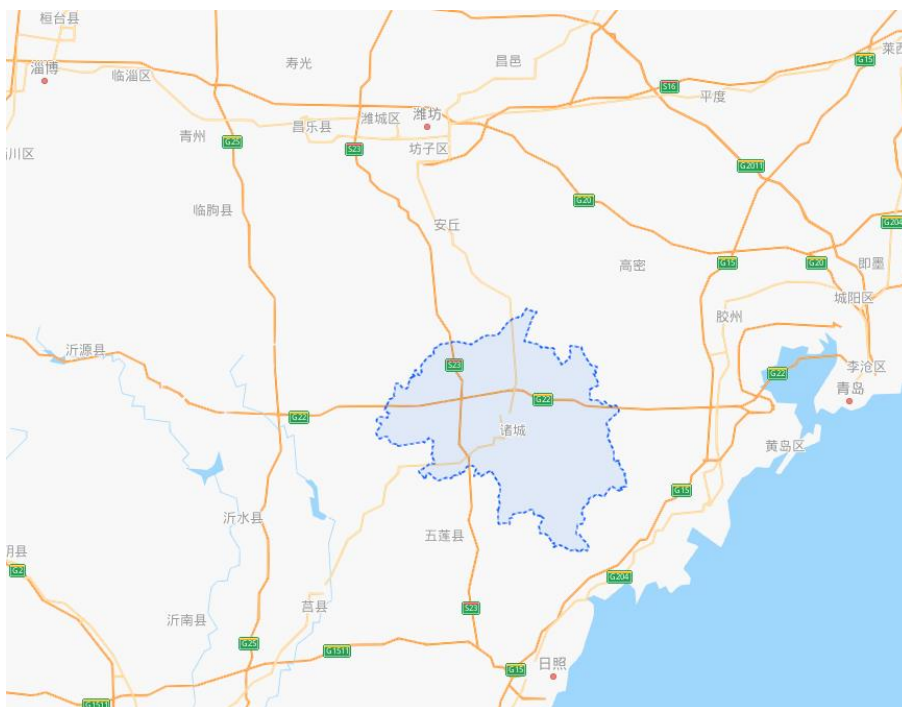 桓台县
淄博
临淄区
寿光
昌邑
莱西
G15
S16
平度
潍坊
潍城区
昌乐县
青州
G25
S23
坊子区
川区
G2011
临朐县
G20
安丘
G204
高密
G15
G20
即墨
城阳区
胶州
沂源县
S23
李沧区
G22
青岛
G22
G22
诸城
黄岛区
G15
沂水县
五莲县
G2
G204
莒县
S23
沂南县
G25
G1511
日照
G15
G1511